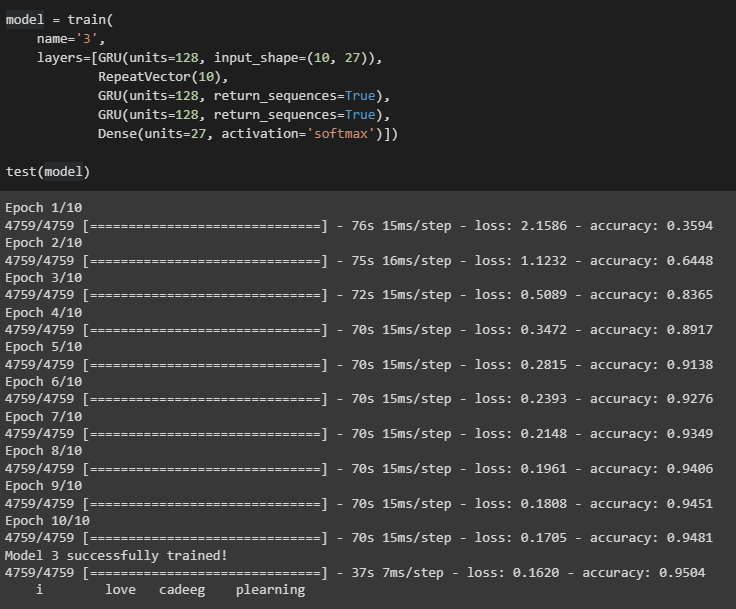 model = train(
    name='3',
    layers=[GRU(units=128, input_shape=(10, 27)),
            RepeatVector(10),
            GRU(units=128, return_sequences=True),
            GRU(units=128, return_sequences=True),
            Dense(units=27, activation='softmax')])
test(model)
Epoch 1/10
4759/4759 [==============================] - 76s 15ms/step - loss: 2.1586 - accuracy: 0.3594
Epoch 2/10
4759/4759 [==============================] - 75s 16ms/step - loss: 1.1232 - accuracy: 0.6448
Epoch 3/10
4759/4759 [==============================] - 72s 15ms/step - loss: 0.5089 - accuracy: 0.8365
Epoch 4/10
4759/4759 [==============================] - 70s 15ms/step - loss: 0.3472 - accuracy: 0.8917
Epoch 5/10
4759/4759 [==============================] - 70s 15ms/step - loss: 0.2815 - accuracy: 0.9138
Epoch 6/10
4759/4759 [==============================] - 70s 15ms/step - loss: 0.2393 - accuracy: 0.9276
Epoch 7/10
4759/4759 [==============================] - 70s 15ms/step - loss: 0.2148 - accuracy: 0.9349
Epoch 8/10
4759/4759 [==============================] - 70s 15ms/step - loss: 0.1961 - accuracy: 0.9406
Epoch 9/10
4759/4759 [==============================] - 70s 15ms/step - loss: 0.1808 - accuracy: 0.9451
Epoch 10/10
4759/4759 [==============================] - 70s 15ms/step - loss: 0.1705 - accuracy: 0.9481
Model 3 successfully trained!
4759/4759 [==============================] - 37s 7ms/step - loss: 0.1620 - accuracy: 0.9504
    i        love   cadeeg    plearning